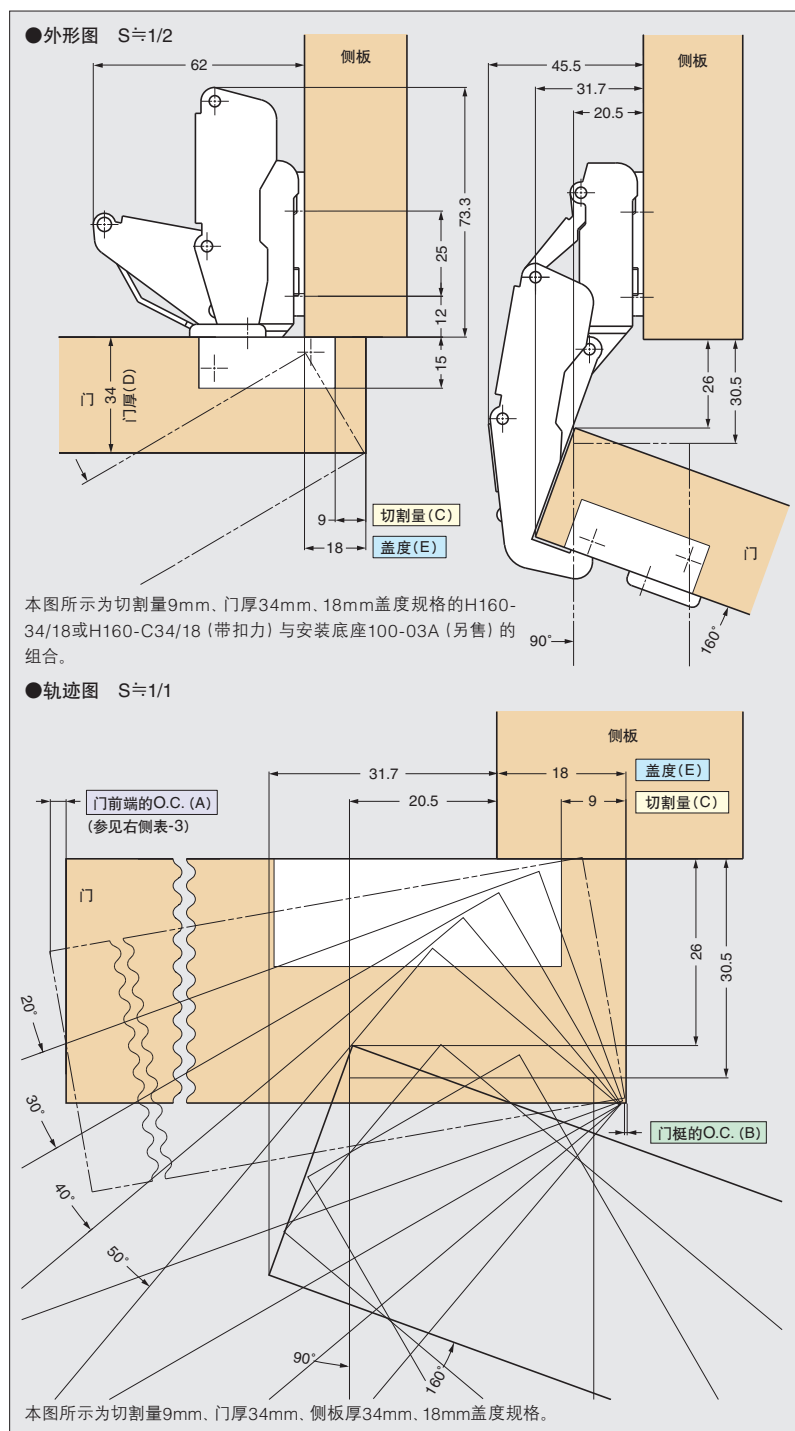 ●外形图 S≒1/2
62
侧板
73.3
25
12
15
门
34
门厚(D)
9
切割量(C)
18
盖度(E)
45.5
侧板
31.7
20.5
26
30.5
门
90°
160°
本图所示为切割量9mm、门厚34mm、18mm盖度规格的H160-
34/18或H160-C34/18（带扣力）与安装底座100-03A（另售）的
组合。
●轨迹图 S≒1/1
侧板
31.7
18
盖度(E)
门前端的O.C. (A)
(参见右侧表-3)
20.5
9
切割量(C)
门
26
30.5
20°
30°
40°
50°
门梃的O.C. (B)
90°
160°
本图所示为切割量9mm、门厚34mm、侧板厚34mm、18mm盖度规格。